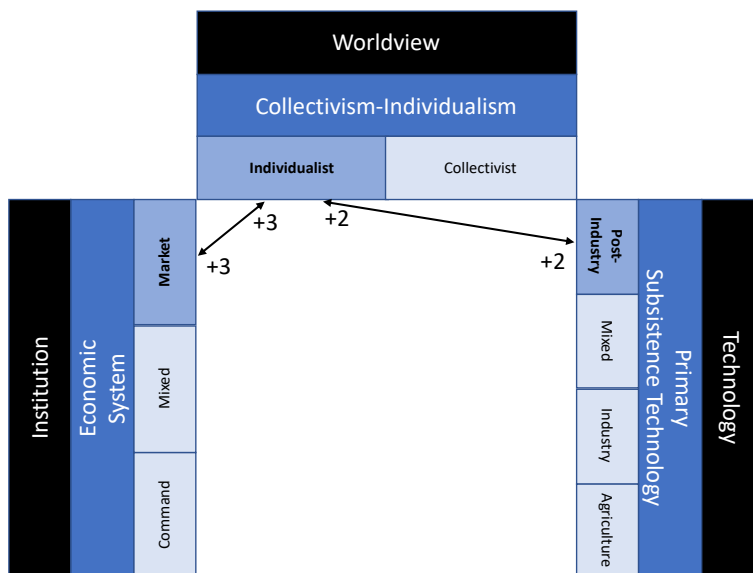 Worldview
Collectivism-Individualism
Individualist
Collectivist
+3
+2
+3
+2
Institution
Economic
System
Market
Mixed
Command
Post-
Industry
Mixed
Industry
Agriculture
Primary
Subsistence Technology
Technology